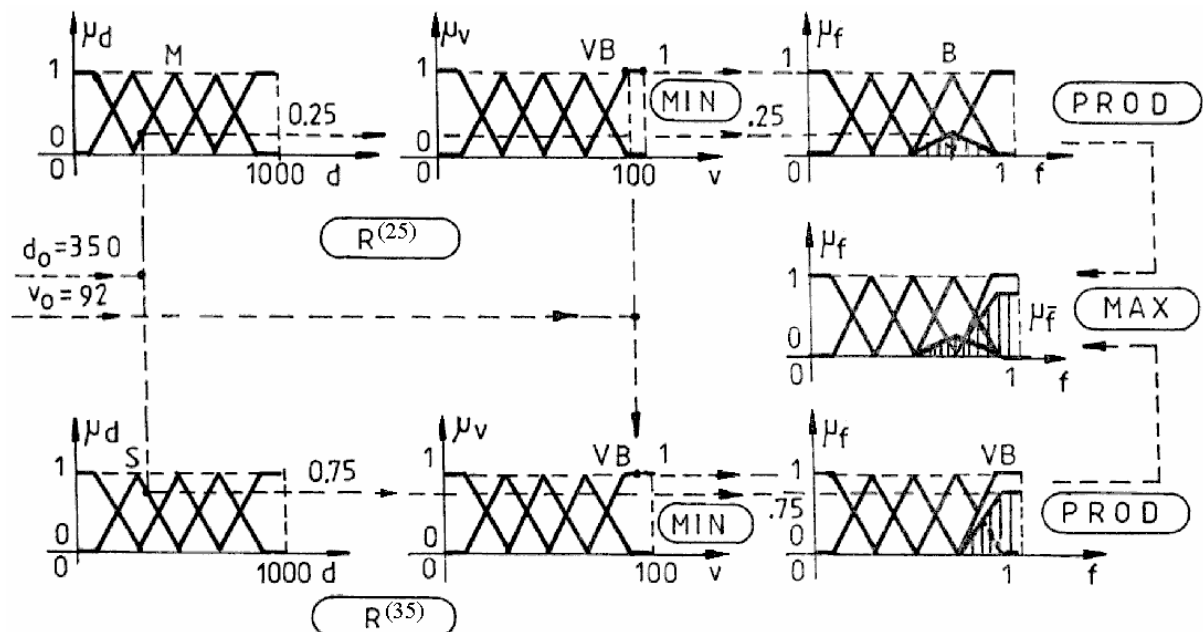 μd M 1 0.25 0 0 1000 d
μv VB 1 MIN 1 .25 0 0 100 v
μf B 1 0 0 1 f
PROD
R(25)
d₀=350
v₀=92
μf 1 0 0 1 f
μf̄
MAX
μd S 1 0.75 0 0 1000 d
μv VB 1 MIN 1 .75 0 0 100 v
μf VB 1 0 0 1 f
PROD
R(35)